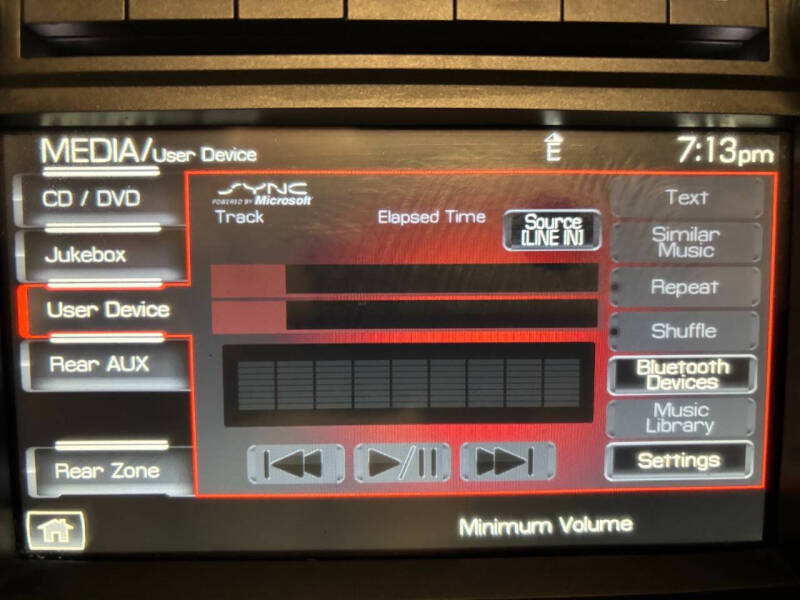 MEDIA/User Device
E
7:13pm
CD / DVD
Jukebox
User Device
Rear AUX
Rear Zone
SYNC
POWERED BY Microsoft
Track
Elapsed Time
Source
[LINE IN]
Text
Similar
Music
Repeat
Shuffle
Bluetooth
Devices
Music
Library
Settings
Minimum Volume